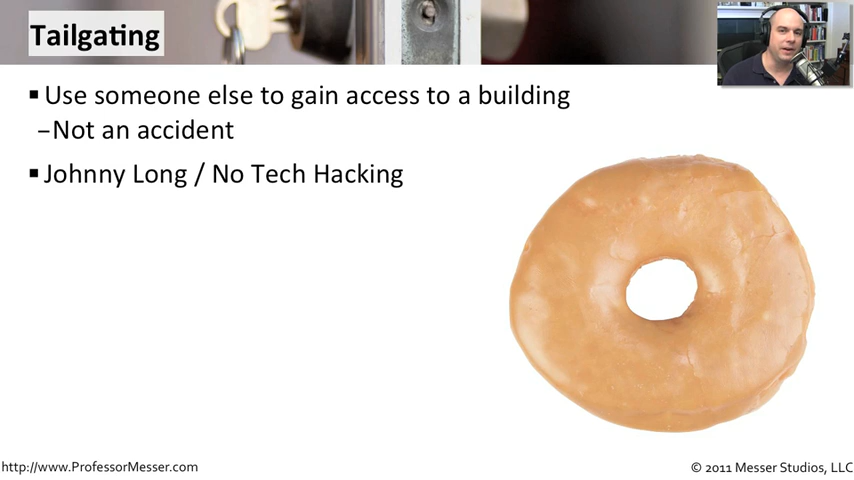 Tailgating
▪ Use someone else to gain access to a building
–Not an accident
▪ Johnny Long / No Tech Hacking
http://www.ProfessorMesser.com
© 2011 Messer Studios, LLC